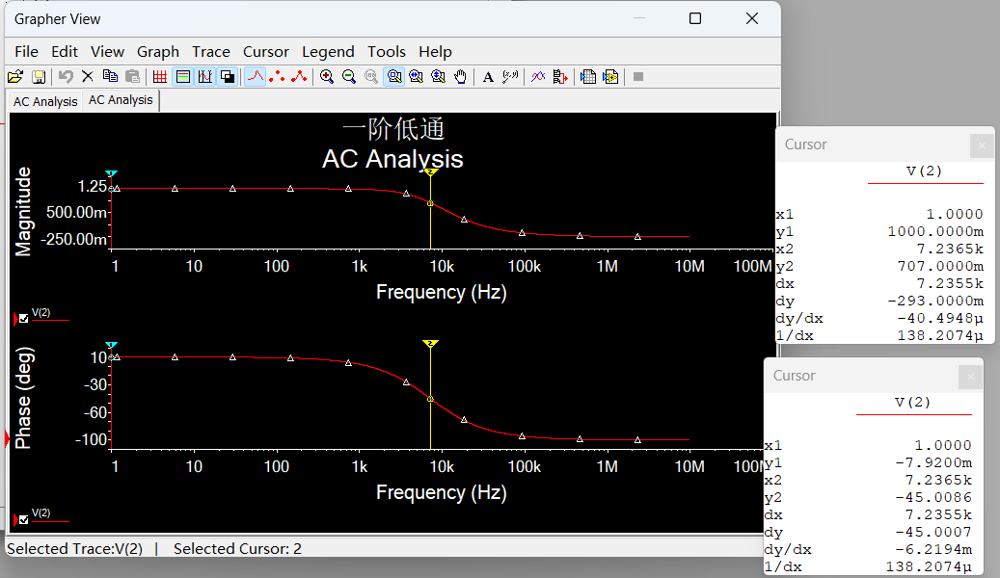 Grapher View
File Edit View Graph Trace Cursor Legend Tools Help
AC Analysis AC Analysis
一阶低通
AC Analysis
Magnitude
1.25
500.00m
-250.00m
1 10 100 1k 10k 100k 1M 10M 100M
Frequency (Hz)
V(2)
Phase (deg)
10
-30
-60
-100
1 10 100 1k 10k 100k 1M 10M 100M
Frequency (Hz)
V(2)
Selected Trace:V(2) | Selected Cursor: 2
Cursor
V(2)
x1 1.0000
y1 1000.0000m
x2 7.2365k
y2 707.0000m
dx 7.2355k
dy -293.0000m
dy/dx -40.4948µ
1/dx 138.2074µ
Cursor
V(2)
x1 1.0000
y1 -7.9200m
x2 7.2365k
y2 -45.0086
dx 7.2355k
dy -45.0007
dy/dx -6.2194m
1/dx 138.2074µ